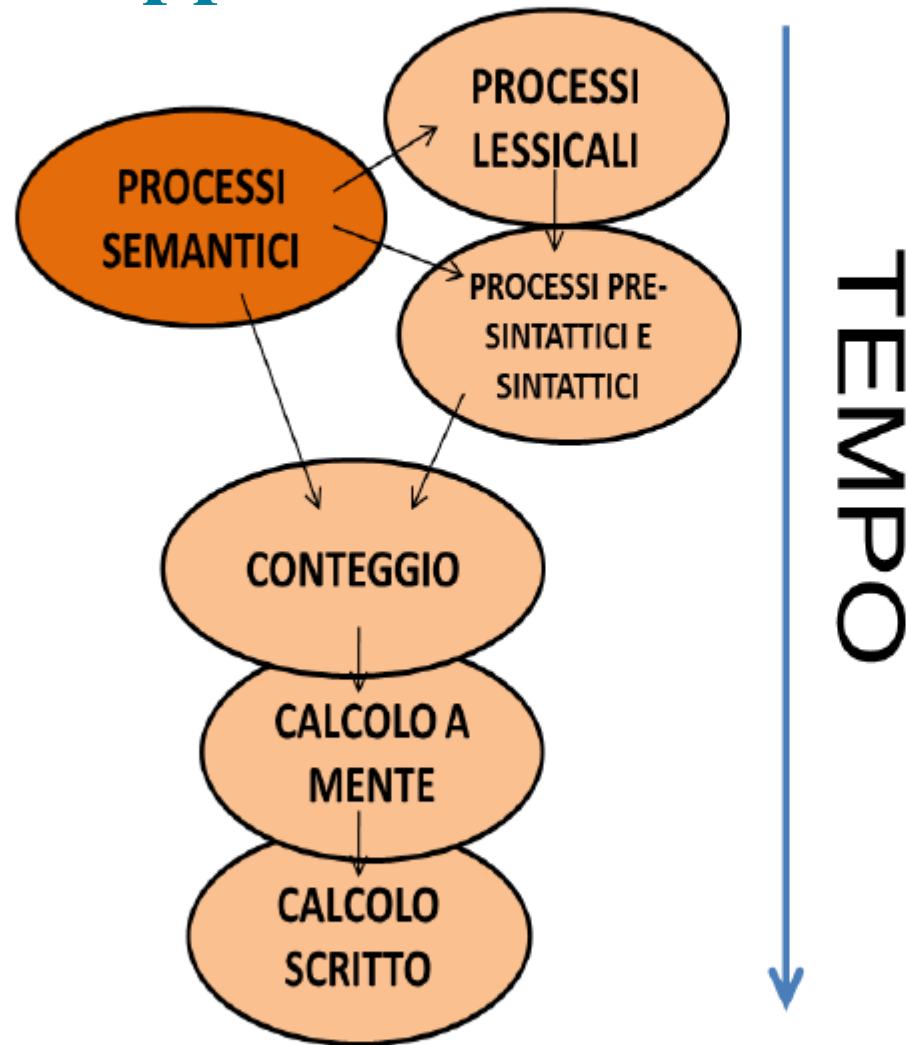 PROCESSI
LESSICALI
PROCESSI
SEMANTICI
PROCESSI PRE-
SINTATTICI E
SINTATTICI
CONTEGGIO
CALCOLO A
MENTE
CALCOLO
SCRITTO
TEMPO